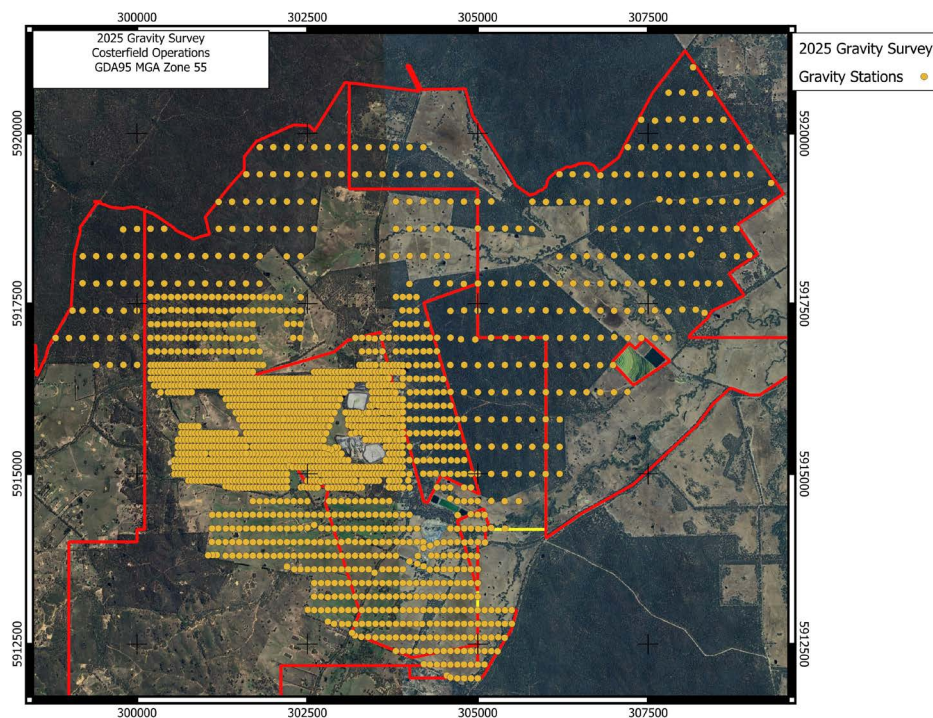 300000 302500 305000 307500
2025 Gravity Survey
Costerfield Operations
GDA95 MGA Zone 55
2025 Gravity Survey
Gravity Stations
5920000 5920000
5917500 5917500
5915000 5915000
5912500 5912500
300000 302500 305000 307500